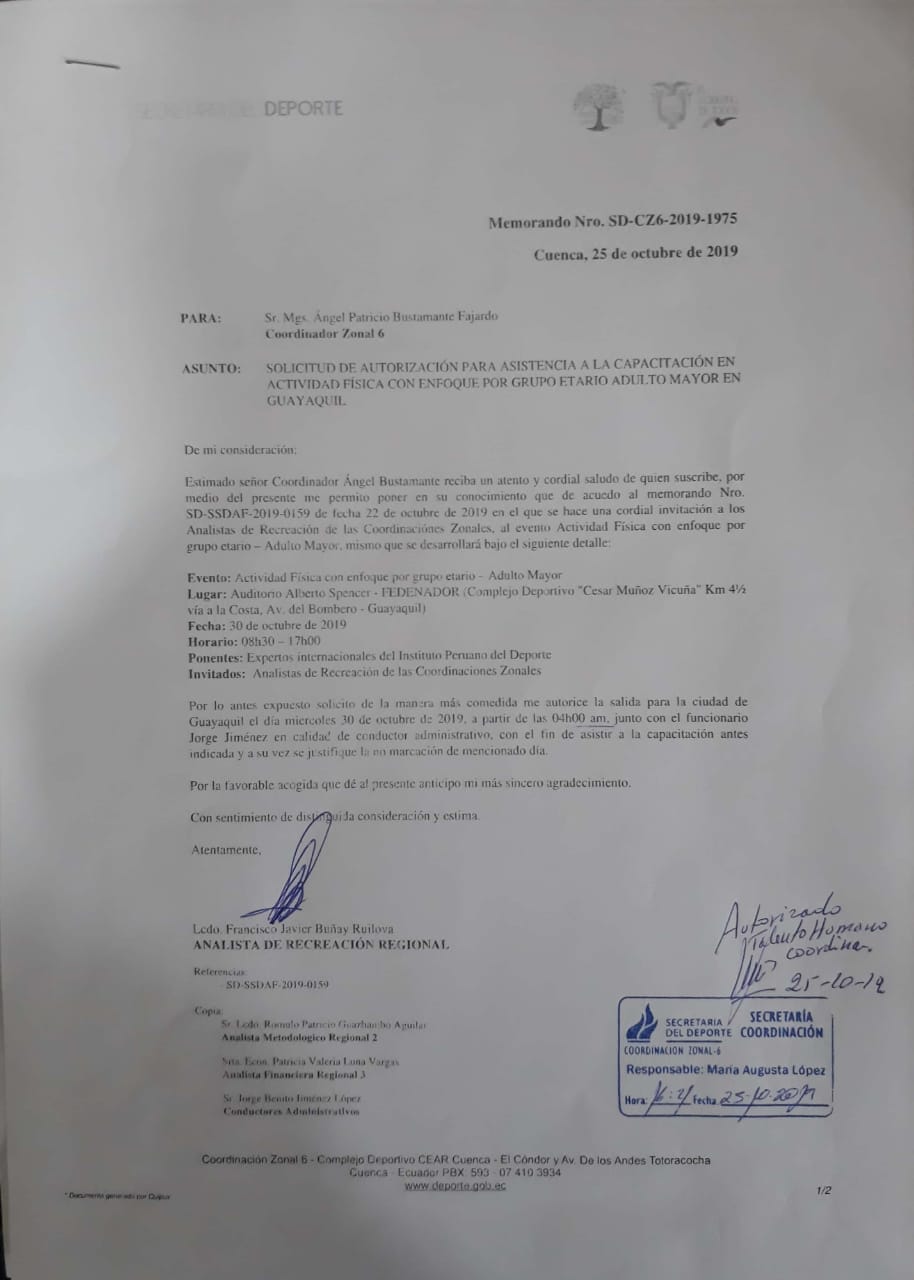 SECRETARÍA DEL DEPORTE
Memorando Nro. SD-CZ6-2019-1975
Cuenca, 25 de octubre de 2019
PARA: Sr. Mgs. Ángel Patricio Bustamante Fajardo
Coordinador Zonal 6
ASUNTO: SOLICITUD DE AUTORIZACIÓN PARA ASISTENCIA A LA CAPACITACIÓN EN
ACTIVIDAD FÍSICA CON ENFOQUE POR GRUPO ETARIO ADULTO MAYOR EN
GUAYAQUIL
De mi consideración:
Estimado señor Coordinador Ángel Bustamante reciba un atento y cordial saludo de quien suscribe, por
medio del presente me permito poner en su conocimiento que de acuerdo al memorando Nro.
SD-SSDAF-2019-0159 de fecha 22 de octubre de 2019 en el que se hace una cordial invitación a los
Analistas de Recreación de las Coordinaciónes Zonales, al evento Actividad Física con enfoque por
grupo etario – Adulto Mayor, mismo que se desarrollará bajo el siguiente detalle:
Evento: Actividad Física con enfoque por grupo etario – Adulto Mayor
Lugar: Auditorio Alberto Spencer - FEDENADOR (Complejo Deportivo "Cesar Muñoz Vicuña" Km 4½
vía a la Costa, Av. del Bombero - Guayaquil)
Fecha: 30 de octubre de 2019
Horario: 08h30 – 17h00
Ponentes: Expertos internacionales del Instituto Peruano del Deporte
Invitados: Analistas de Recreación de las Coordinaciones Zonales
Por lo antes expuesto solicito de la manera más comedida me autorice la salida para la ciudad de
Guayaquil el día miercoles 30 de octubre de 2019, a partir de las 04h00 am, junto con el funcionario
Jorge Jiménez en calidad de conductor administrativo, con el fin de asistir a la capacitación antes
indicada y a su vez se justifique la no marcación de mencionado día.
Por la favorable acogida que dé al presente anticipo mi más sincero agradecimiento.
Con sentimiento de distinguida consideración y estima.
Atentamente,
Lcdo. Francisco Javier Buñay Ruilova
ANALISTA DE RECREACIÓN REGIONAL
Referencias:
- SD-SSDAF-2019-0159
Copia:
Sr. Lcdo. Romulo Patricio Guazhambo Aguilar
Analista Metodologico Regional 2
Srta. Econ. Patricia Valeria Luna Vargas
Analista Financiera Regional 3
Sr. Jorge Benito Jiménez López
Conductores Administrativos
Autorizado
Talento Humano
coordinar
25-10-19
SECRETARÍA DEL DEPORTE
SECRETARÍA COORDINACIÓN
COORDINACION ZONAL-6
Responsable: María Augusta López
Hora: Fecha 25-10-2019
Coordinación Zonal 6 - Complejo Deportivo CEAR Cuenca - El Cóndor y Av. De los Andes Totoracocha
Cuenca - Ecuador PBX. 593 - 07 410 3934
www.deporte.gob.ec
* Documento generado por Quipux
1/2